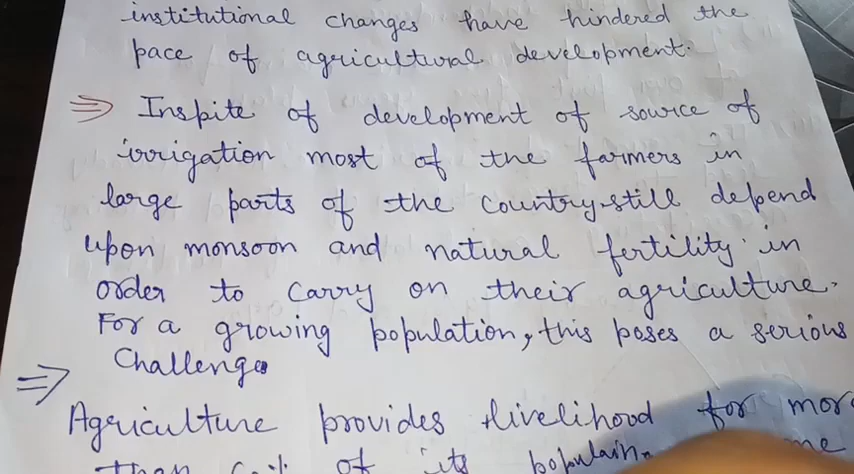 institutional changes have hindered the
pace of agricultural development.
⇒ Inspite of development of source of
irrigation most of the farmers in
large parts of the country still depend
upon monsoon and natural fertility in
order to carry on their agriculture.
For a growing population, this poses a serious
Challenge
⇒ Agriculture provides livelihood for
of its